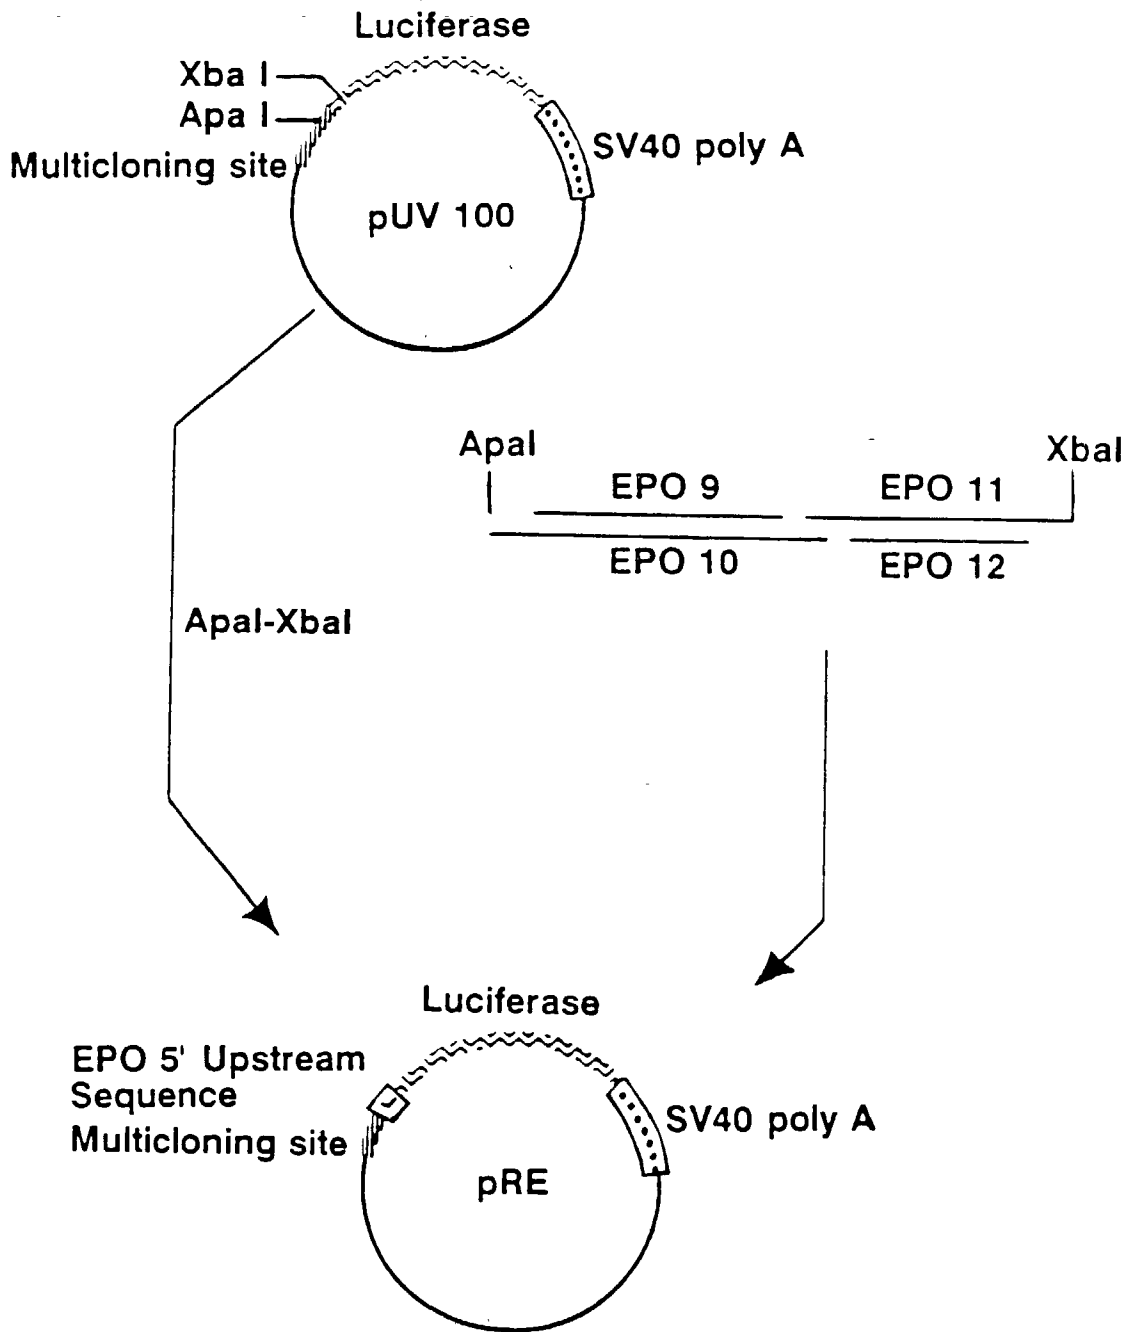 Luciferase
Xba I
Apa I
Multicloning site
SV40 poly A
pUV 100
ApaI
XbaI
EPO 9
EPO 11
EPO 10
EPO 12
ApaI-XbaI
Luciferase
EPO 5' Upstream
Sequence
Multicloning site
SV40 poly A
pRE